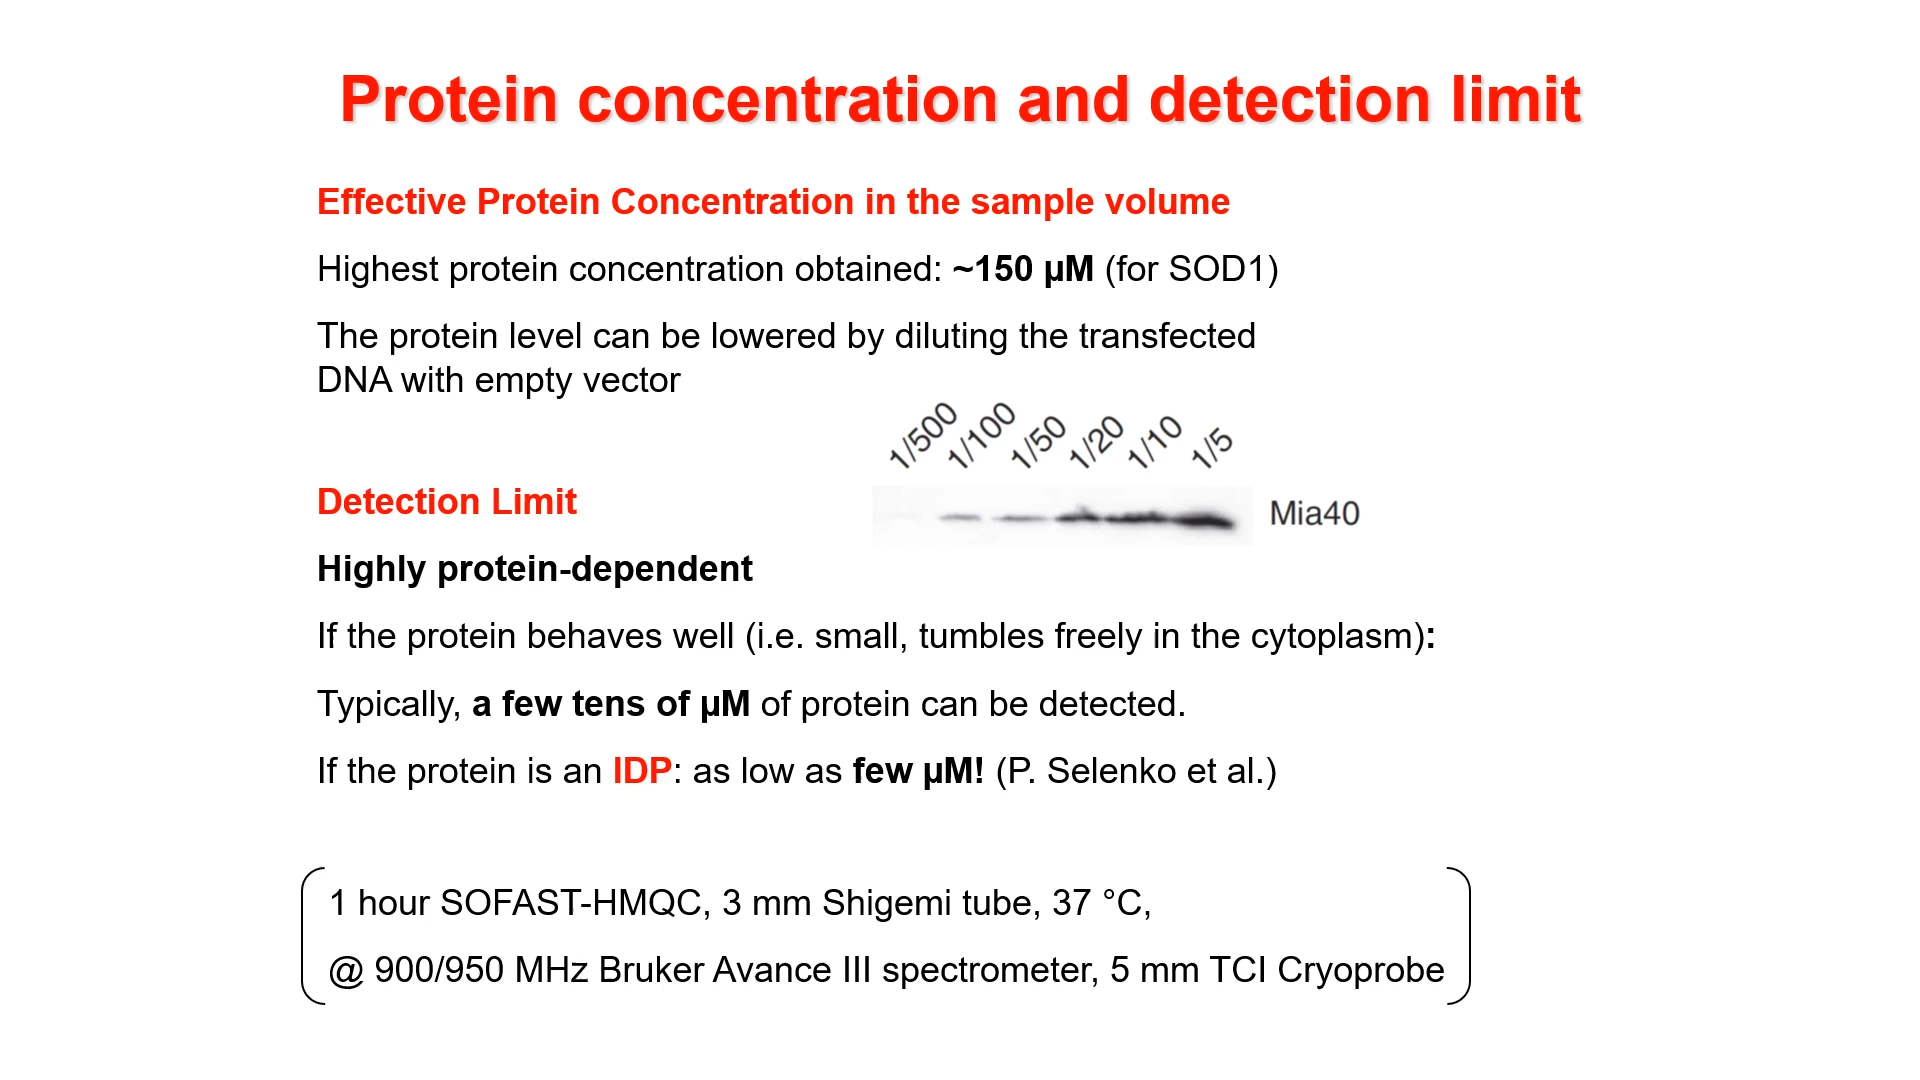 Protein concentration and detection limit
Effective Protein Concentration in the sample volume
Highest protein concentration obtained: ~150 µM (for SOD1)
The protein level can be lowered by diluting the transfected
DNA with empty vector
1/500 1/100 1/50 1/20 1/10 1/5
Mia40
Detection Limit
Highly protein-dependent
If the protein behaves well (i.e. small, tumbles freely in the cytoplasm):
Typically, a few tens of µM of protein can be detected.
If the protein is an IDP: as low as few µM! (P. Selenko et al.)
1 hour SOFAST-HMQC, 3 mm Shigemi tube, 37 °C,
@ 900/950 MHz Bruker Avance III spectrometer, 5 mm TCI Cryoprobe